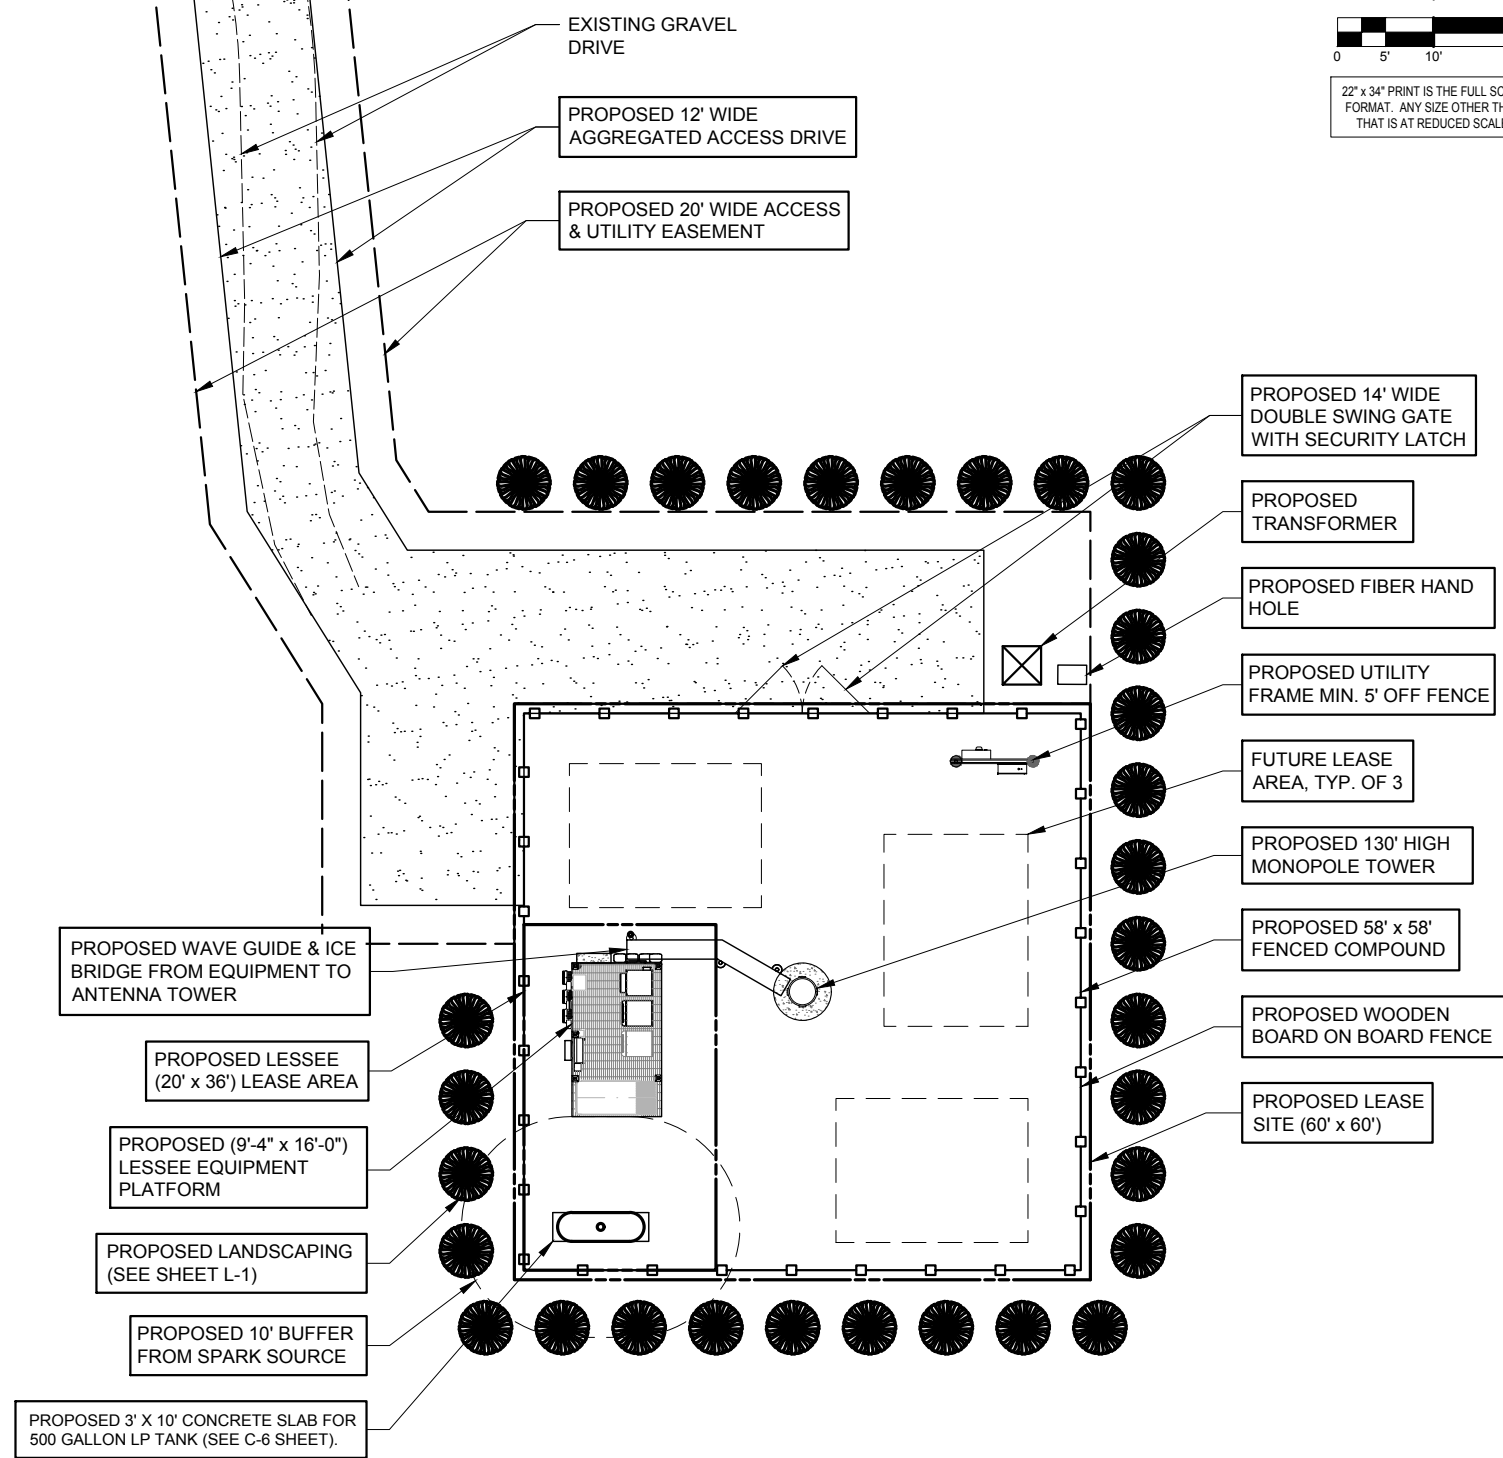 EXISTING GRAVEL
DRIVE
0 5' 10'
22" x 34" PRINT IS THE FULL
FORMAT. ANY SIZE OTHER
THAT IS AT REDUCED
PROPOSED 12' WIDE
AGGREGATED ACCESS DRIVE
PROPOSED 20' WIDE ACCESS
& UTILITY EASEMENT
PROPOSED 14' WIDE
DOUBLE SWING GATE
WITH SECURITY LATCH
PROPOSED
TRANSFORMER
PROPOSED FIBER HAND
HOLE
PROPOSED UTILITY
FRAME MIN. 5' OFF FENCE
FUTURE LEASE
AREA, TYP. OF 3
PROPOSED 130' HIGH
MONOPOLE TOWER
PROPOSED 58' x 58'
FENCED COMPOUND
PROPOSED WOODEN
BOARD ON BOARD FENCE
PROPOSED LEASE
SITE (60' x 60')
PROPOSED WAVE GUIDE & ICE
BRIDGE FROM EQUIPMENT TO
ANTENNA TOWER
PROPOSED LESSEE
(20' x 36') LEASE AREA
PROPOSED (9'-4" x 16'-0")
LESSEE EQUIPMENT
PLATFORM
PROPOSED LANDSCAPING
(SEE SHEET L-1)
PROPOSED 10' BUFFER
FROM SPARK SOURCE
PROPOSED 3' X 10' CONCRETE SLAB FOR
500 GALLON LP TANK (SEE C-6 SHEET).